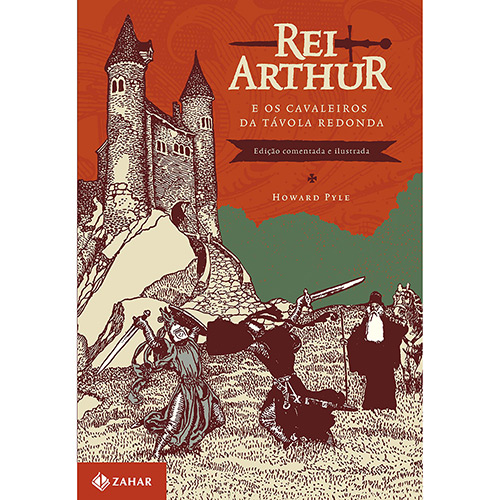 REI
ARTHUR
E OS CAVALEIROS
DA TÁVOLA REDONDA
Edição comentada e ilustrada
HOWARD PYLE
ZAHAR